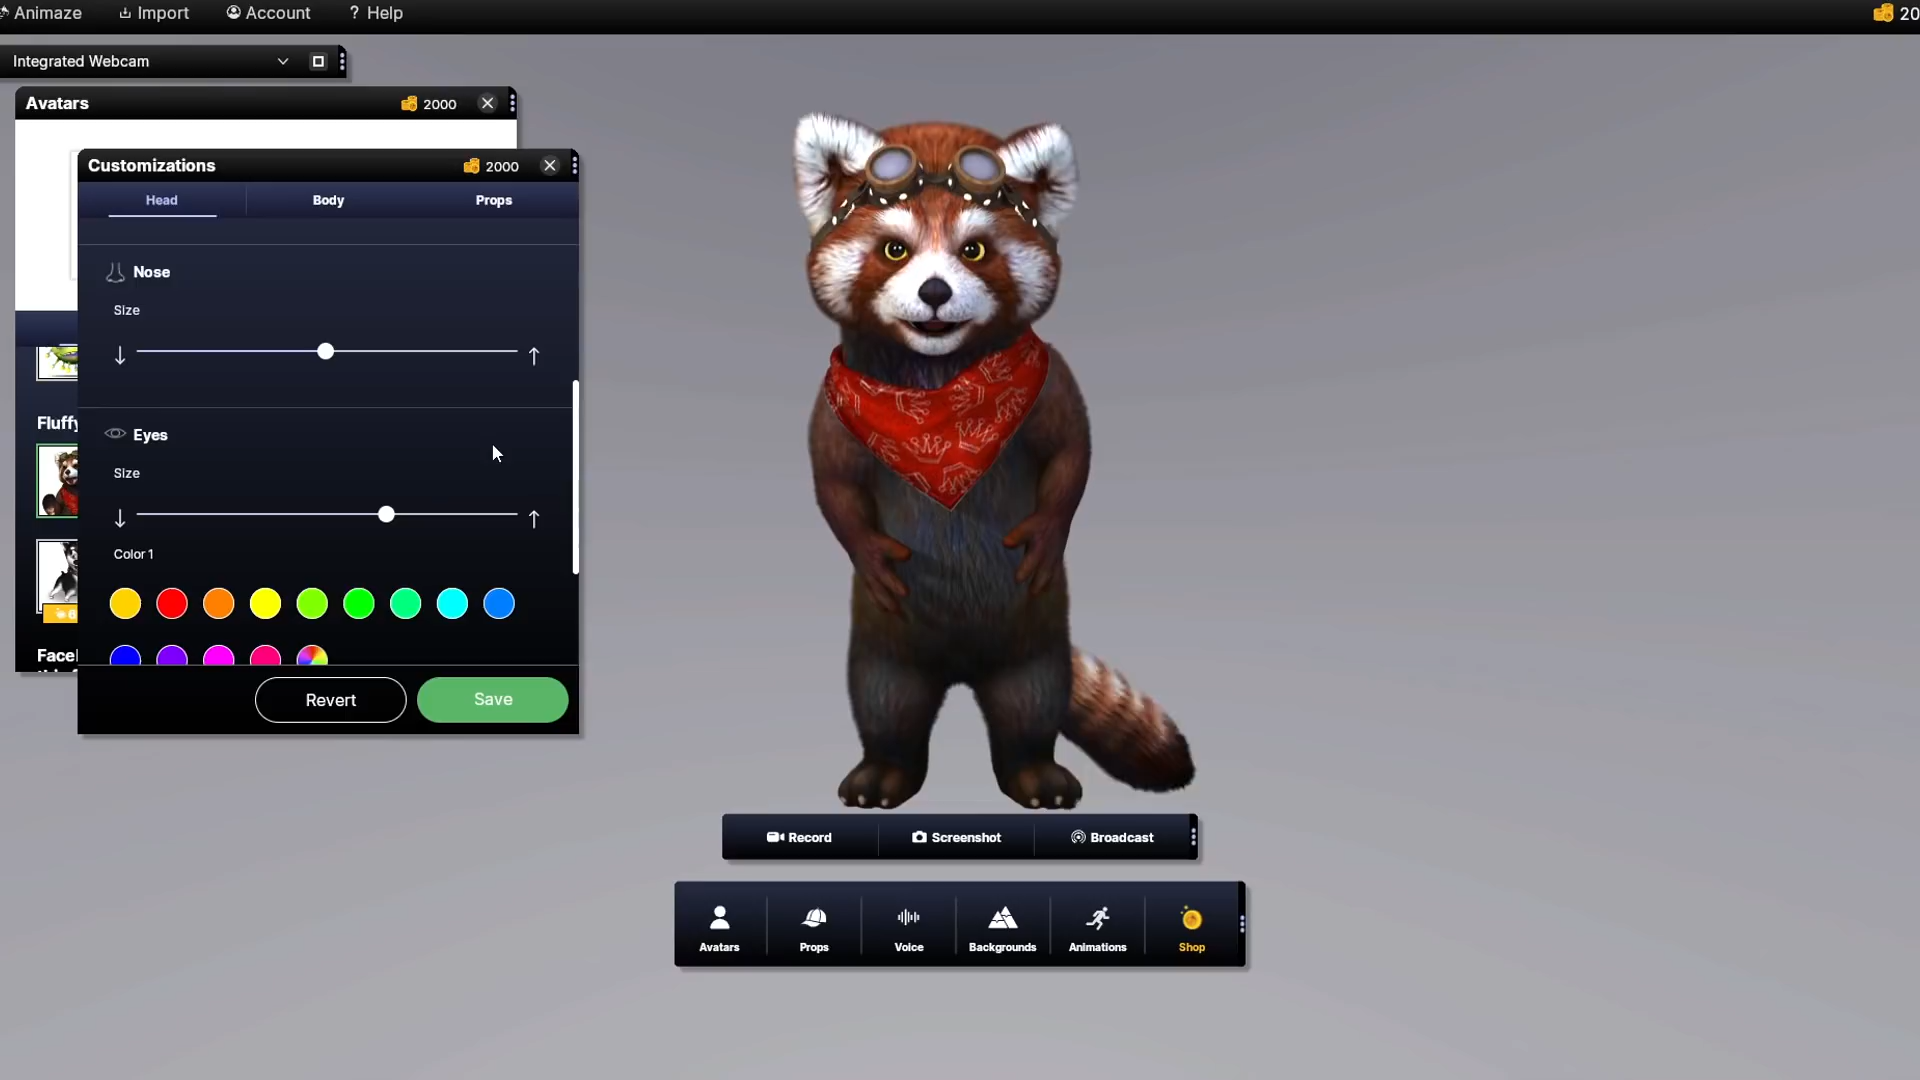 Animaze Import Account ? Help 20
Integrated Webcam
Avatars 2000
Customizations 2000
Head Body Props
Nose
Size
Eyes
Size
Color 1
Fluffy
Revert Save
Record Screenshot Broadcast
Avatars Props Voice Backgrounds Animations Shop